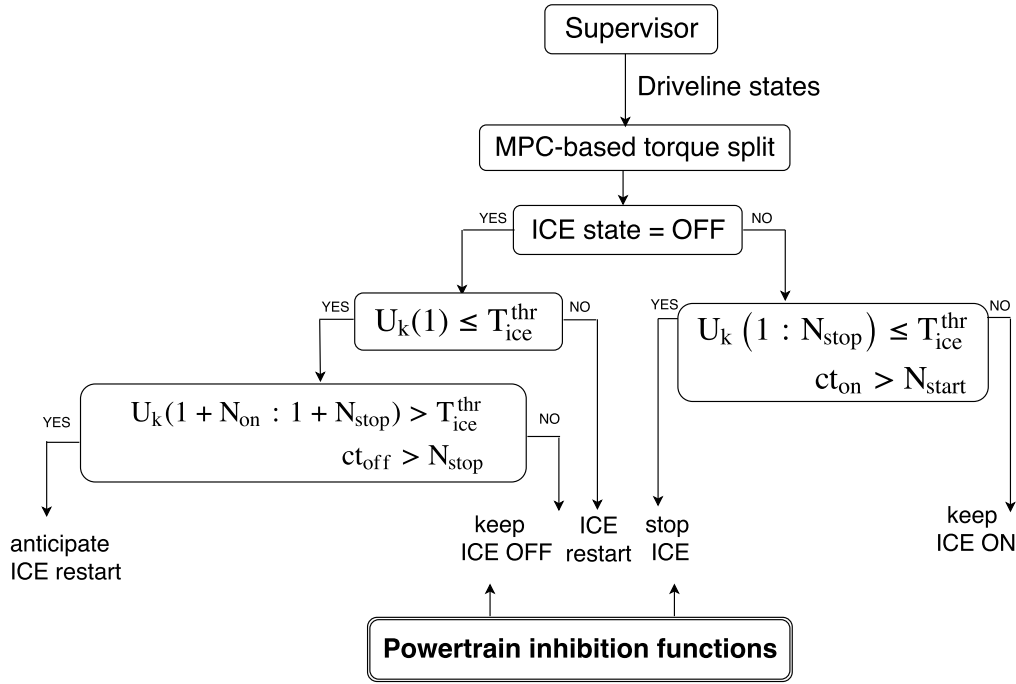 Supervisor
Driveline states
MPC-based torque split
YES
ICE state = OFF
NO
YES
U_k(1) ≤ T_ice^thr
NO
YES
U_k (1 : N_stop) ≤ T_ice^thr
ct_on > N_start
NO
YES
U_k(1 + N_on : 1 + N_stop) > T_ice^thr
ct_off > N_stop
NO
anticipate
ICE restart
keep
ICE OFF
ICE
restart
stop
ICE
keep
ICE ON
Powertrain inhibition functions